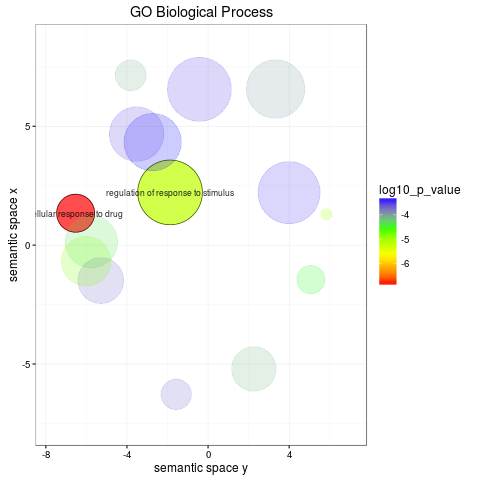 GO Biological Process
5
0
-5
-8
-4
0
4
semantic space x
semantic space y
regulation of response to stimulus
ellular response to drug
log10_p_value
-4
-5
-6